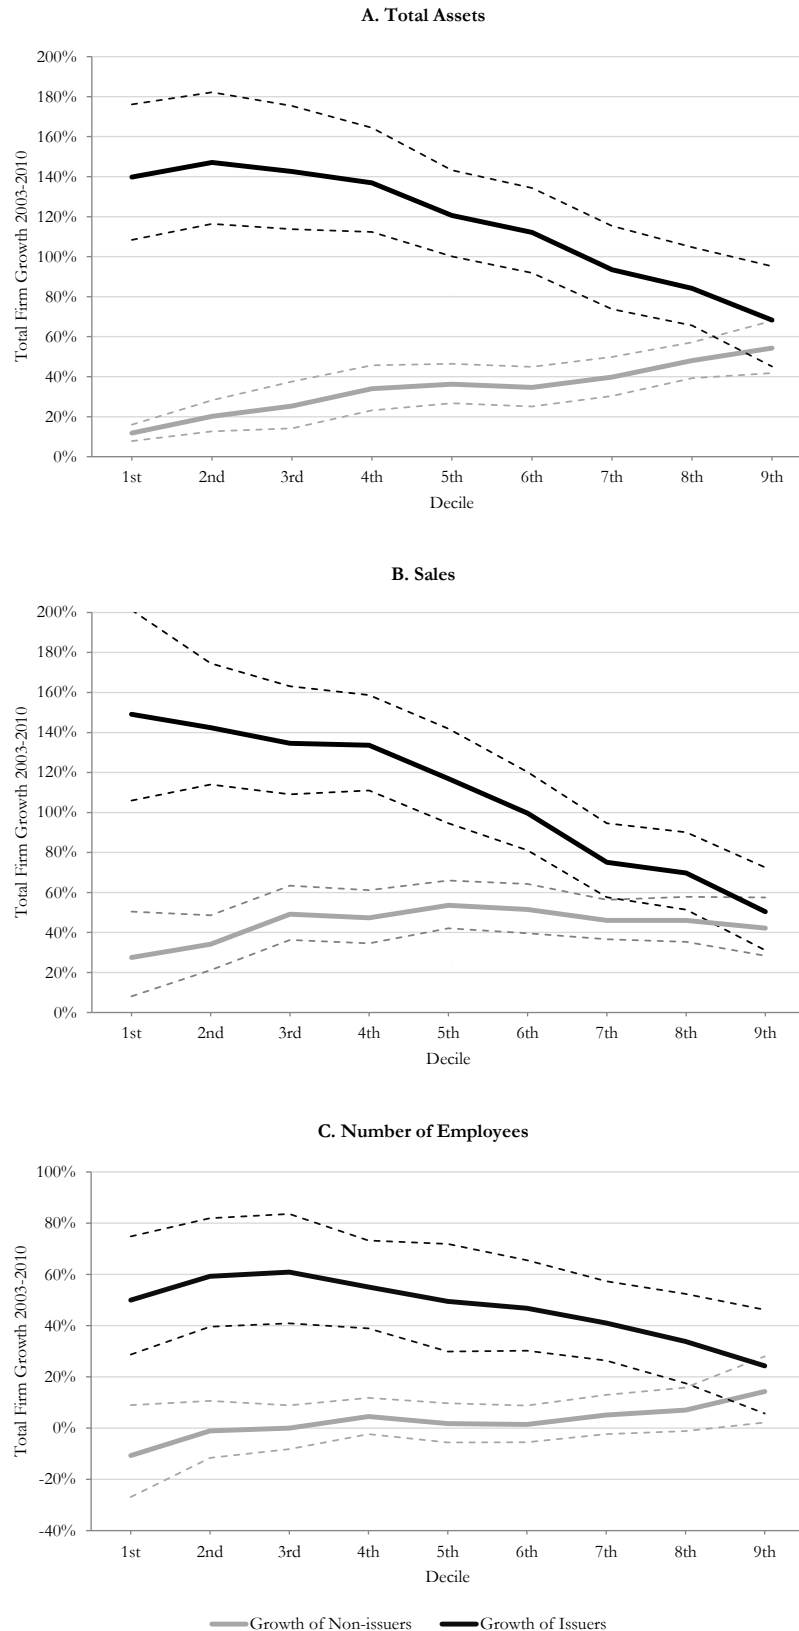 A. Total Assets
Total Firm Growth 2003-2010
200%
180%
160%
140%
120%
100%
80%
60%
40%
20%
0%
1st 2nd 3rd 4th 5th 6th 7th 8th 9th
Decile
B. Sales
Total Firm Growth 2003-2010
200%
180%
160%
140%
120%
100%
80%
60%
40%
20%
0%
1st 2nd 3rd 4th 5th 6th 7th 8th 9th
Decile
C. Number of Employees
Total Firm Growth 2003-2010
100%
80%
60%
40%
20%
0%
-20%
-40%
1st 2nd 3rd 4th 5th 6th 7th 8th 9th
Decile
Growth of Non-issuers Growth of Issuers